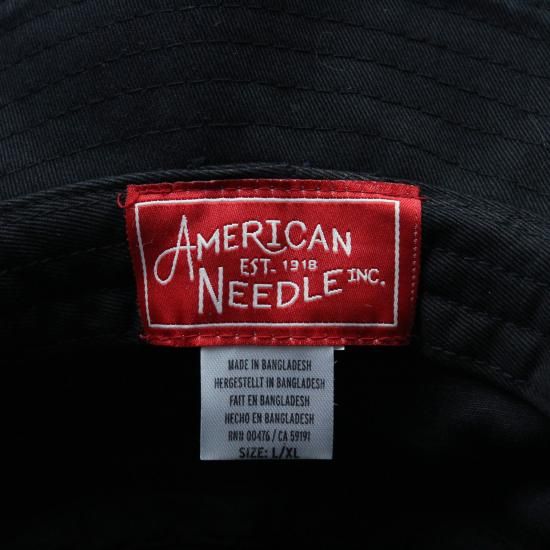 AMERICAN
EST. 1918
NEEDLE INC.
MADE IN BANGLADESH
HERGESTELLT IN BANGLADESH
FAIT EN BANGLADESH
HECHO EN BANGLADESH
RN# 00476 / CA 59191
SIZE: L/XL